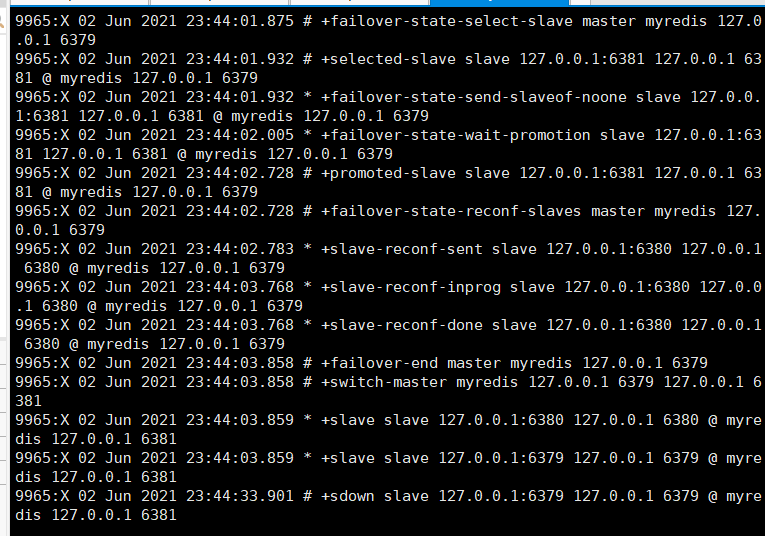 9965:X 02 Jun 2021 23:44:01.875 # +failover-state-select-slave master myredis 127.0
.0.1 6379
9965:X 02 Jun 2021 23:44:01.932 # +selected-slave slave 127.0.0.1:6381 127.0.0.1 63
81 @ myredis 127.0.0.1 6379
9965:X 02 Jun 2021 23:44:01.932 * +failover-state-send-slaveof-noone slave 127.0.0.
1:6381 127.0.0.1 6381 @ myredis 127.0.0.1 6379
9965:X 02 Jun 2021 23:44:02.005 * +failover-state-wait-promotion slave 127.0.0.1:63
81 127.0.0.1 6381 @ myredis 127.0.0.1 6379
9965:X 02 Jun 2021 23:44:02.728 # +promoted-slave slave 127.0.0.1:6381 127.0.0.1 63
81 @ myredis 127.0.0.1 6379
9965:X 02 Jun 2021 23:44:02.728 # +failover-state-reconf-slaves master myredis 127.
0.0.1 6379
9965:X 02 Jun 2021 23:44:02.783 * +slave-reconf-sent slave 127.0.0.1:6380 127.0.0.1
 6380 @ myredis 127.0.0.1 6379
9965:X 02 Jun 2021 23:44:03.768 * +slave-reconf-inprog slave 127.0.0.1:6380 127.0.0
.1 6380 @ myredis 127.0.0.1 6379
9965:X 02 Jun 2021 23:44:03.768 * +slave-reconf-done slave 127.0.0.1:6380 127.0.0.1
 6380 @ myredis 127.0.0.1 6379
9965:X 02 Jun 2021 23:44:03.858 # +failover-end master myredis 127.0.0.1 6379
9965:X 02 Jun 2021 23:44:03.858 # +switch-master myredis 127.0.0.1 6379 127.0.0.1 6
381
9965:X 02 Jun 2021 23:44:03.859 * +slave slave 127.0.0.1:6380 127.0.0.1 6380 @ myre
dis 127.0.0.1 6381
9965:X 02 Jun 2021 23:44:03.859 * +slave slave 127.0.0.1:6379 127.0.0.1 6379 @ myre
dis 127.0.0.1 6381
9965:X 02 Jun 2021 23:44:33.901 # +sdown slave 127.0.0.1:6379 127.0.0.1 6379 @ myre
dis 127.0.0.1 6381